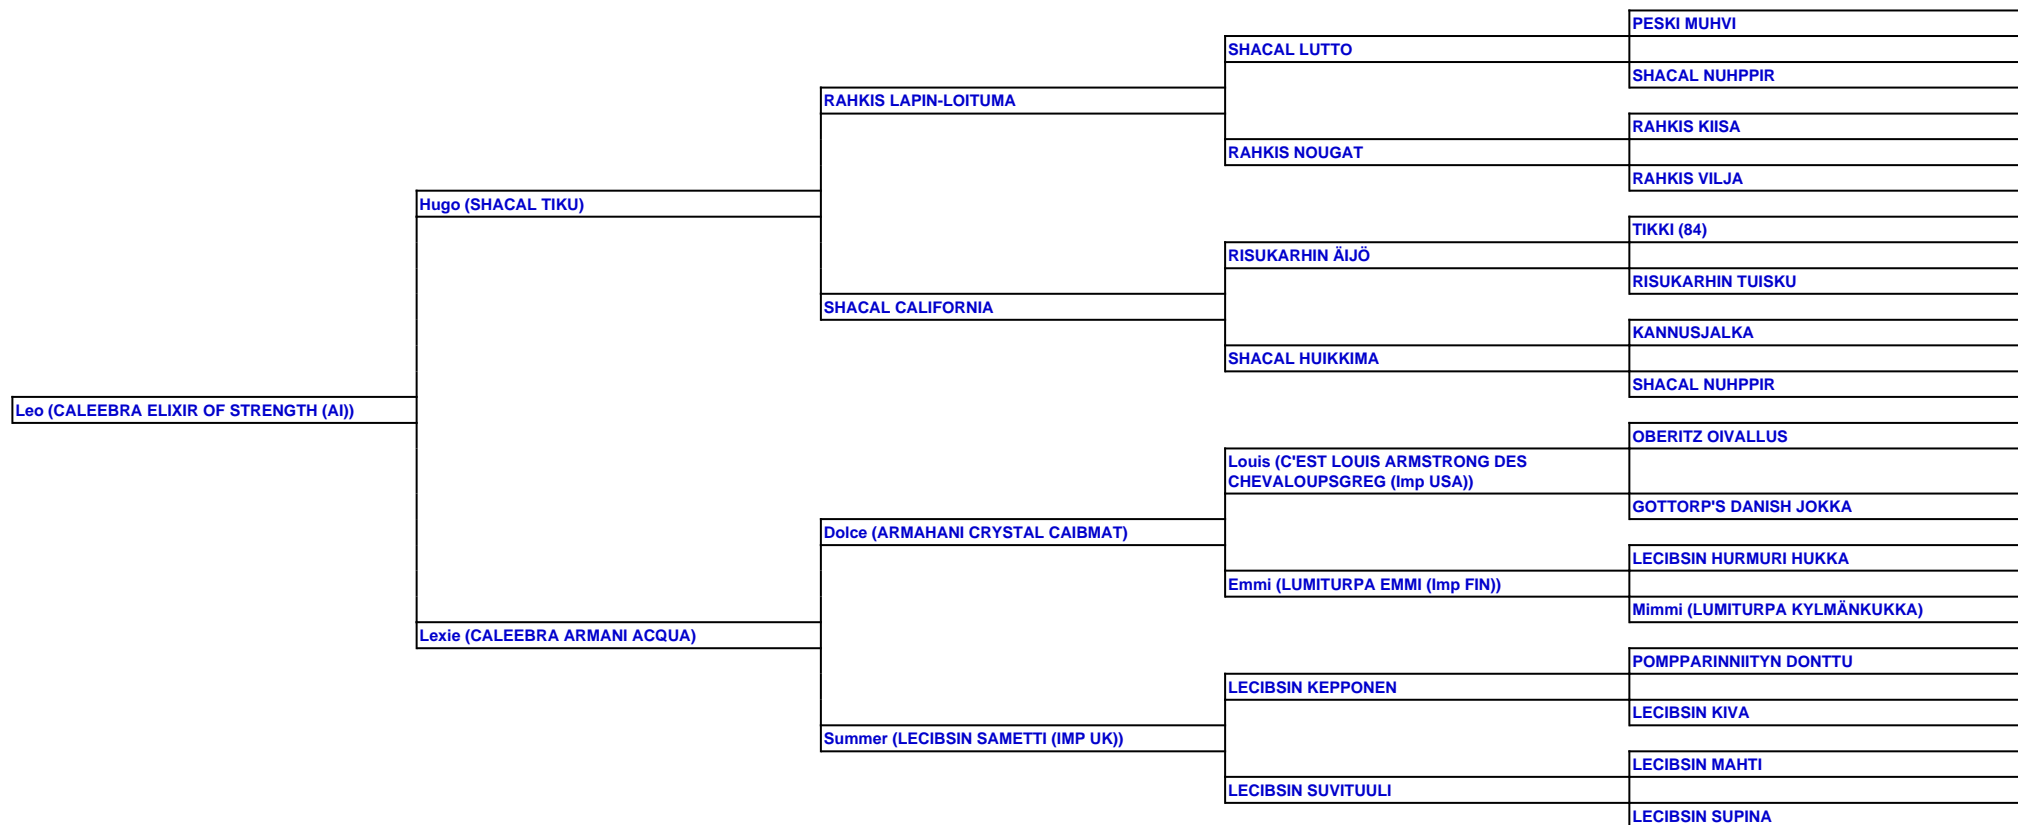 PESKI MUHVI
SHACAL LUTTO
SHACAL NUHPPIR
RAHKIS LAPIN-LOITUMA
RAHKIS KIISA
RAHKIS NOUGAT
RAHKIS VILJA
Hugo (SHACAL TIKU)
TIKKI (84)
RISUKARHIN ÄIJÖ
RISUKARHIN TUISKU
SHACAL CALIFORNIA
KANNUSJALKA
SHACAL HUIKKIMA
SHACAL NUHPPIR
Leo (CALEEBRA ELIXIR OF STRENGTH (AI))
OBERITZ OIVALLUS
Louis (C'EST LOUIS ARMSTRONG DES
CHEVALOUPSGREG (Imp USA))
GOTTORP'S DANISH JOKKA
Dolce (ARMAHANI CRYSTAL CAIBMAT)
LECIBSIN HURMURI HUKKA
Emmi (LUMITURPA EMMI (Imp FIN))
Mimmi (LUMITURPA KYLMÄNKUKKA)
Lexie (CALEEBRA ARMANI ACQUA)
POMPPARINNIITYN DONTTU
LECIBSIN KEPPONEN
LECIBSIN KIVA
Summer (LECIBSIN SAMETTI (IMP UK))
LECIBSIN MAHTI
LECIBSIN SUVITUULI
LECIBSIN SUPINA